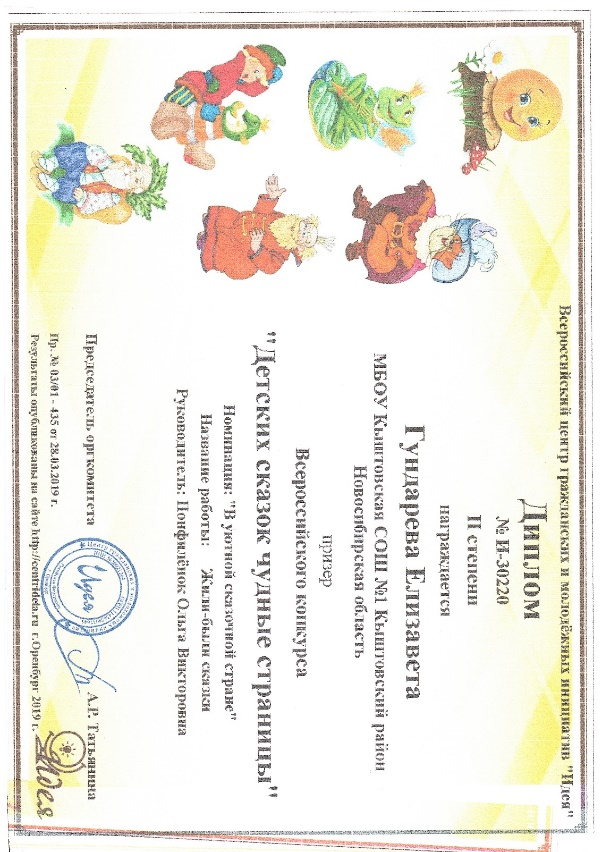 Всероссийский центр гражданских и молодёжных инициатив "Идея"
Диплом
№ И-30220
II степени
награждается
Гундарева Елизавета
МБОУ Кыштовская СОШ №1 Кыштовский район
Новосибирская область
призер
Всероссийского конкурса
"Детских сказок чудные страницы"
Номинация: "В уютной сказочной стране"
Название работы: Жили-были сказки
Руководитель: Понфилёнок Ольга Викторовна
Председатель оргкомитета
А.Р. Татьянина
Пр. № 03/01 - 435 от 28.03.2019 г.
Результаты опубликованы на сайте http://centrideia.ru г.Оренбург 2019 г.
Идея
Идея